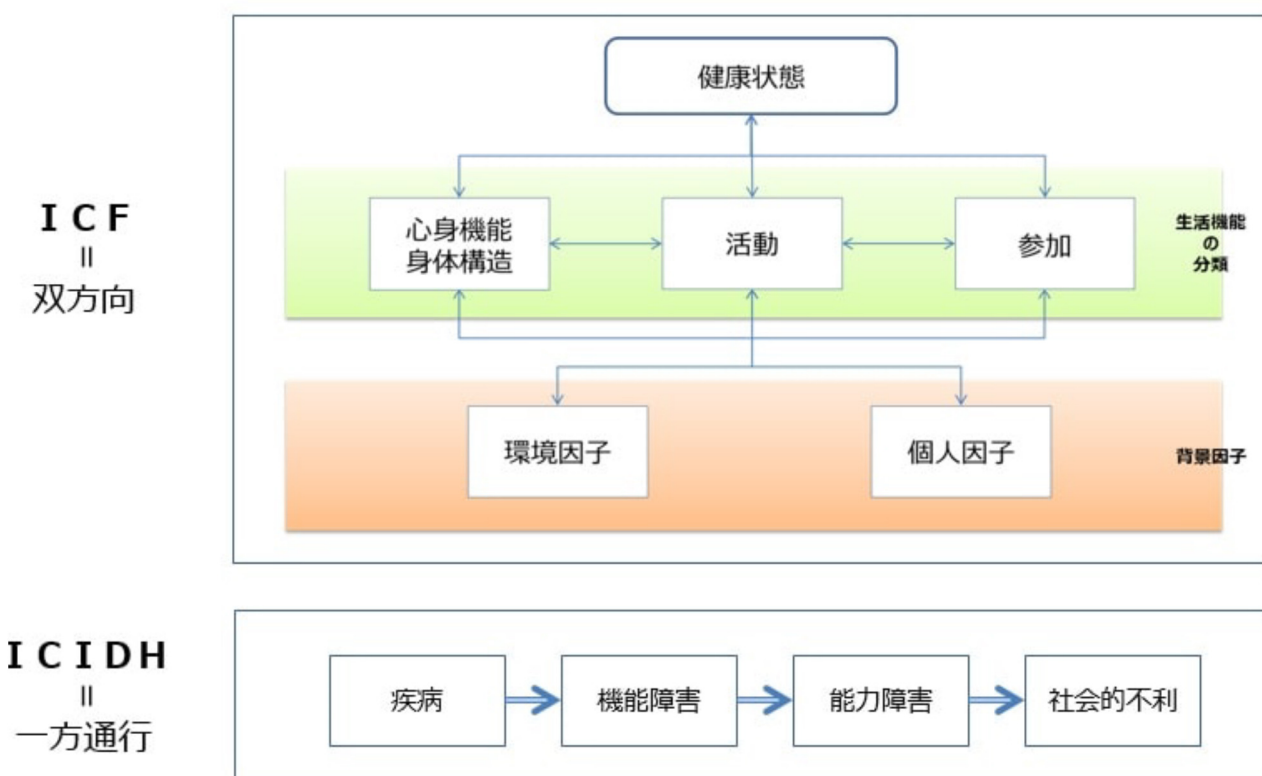 健康状態
ＩＣＦ
＝
双方向
心身機能
身体構造
活動
参加
生活機能
の
分類
環境因子
個人因子
背景因子
ＩＣＩＤＨ
＝
一方通行
疾病
機能障害
能力障害
社会的不利